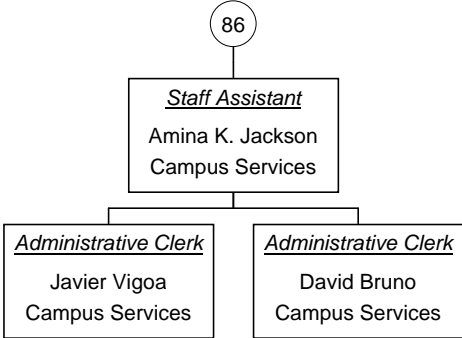 86
Staff Assistant
Amina K. Jackson
Campus Services
Administrative Clerk
Javier Vigoa
Campus Services
Administrative Clerk
David Bruno
Campus Services